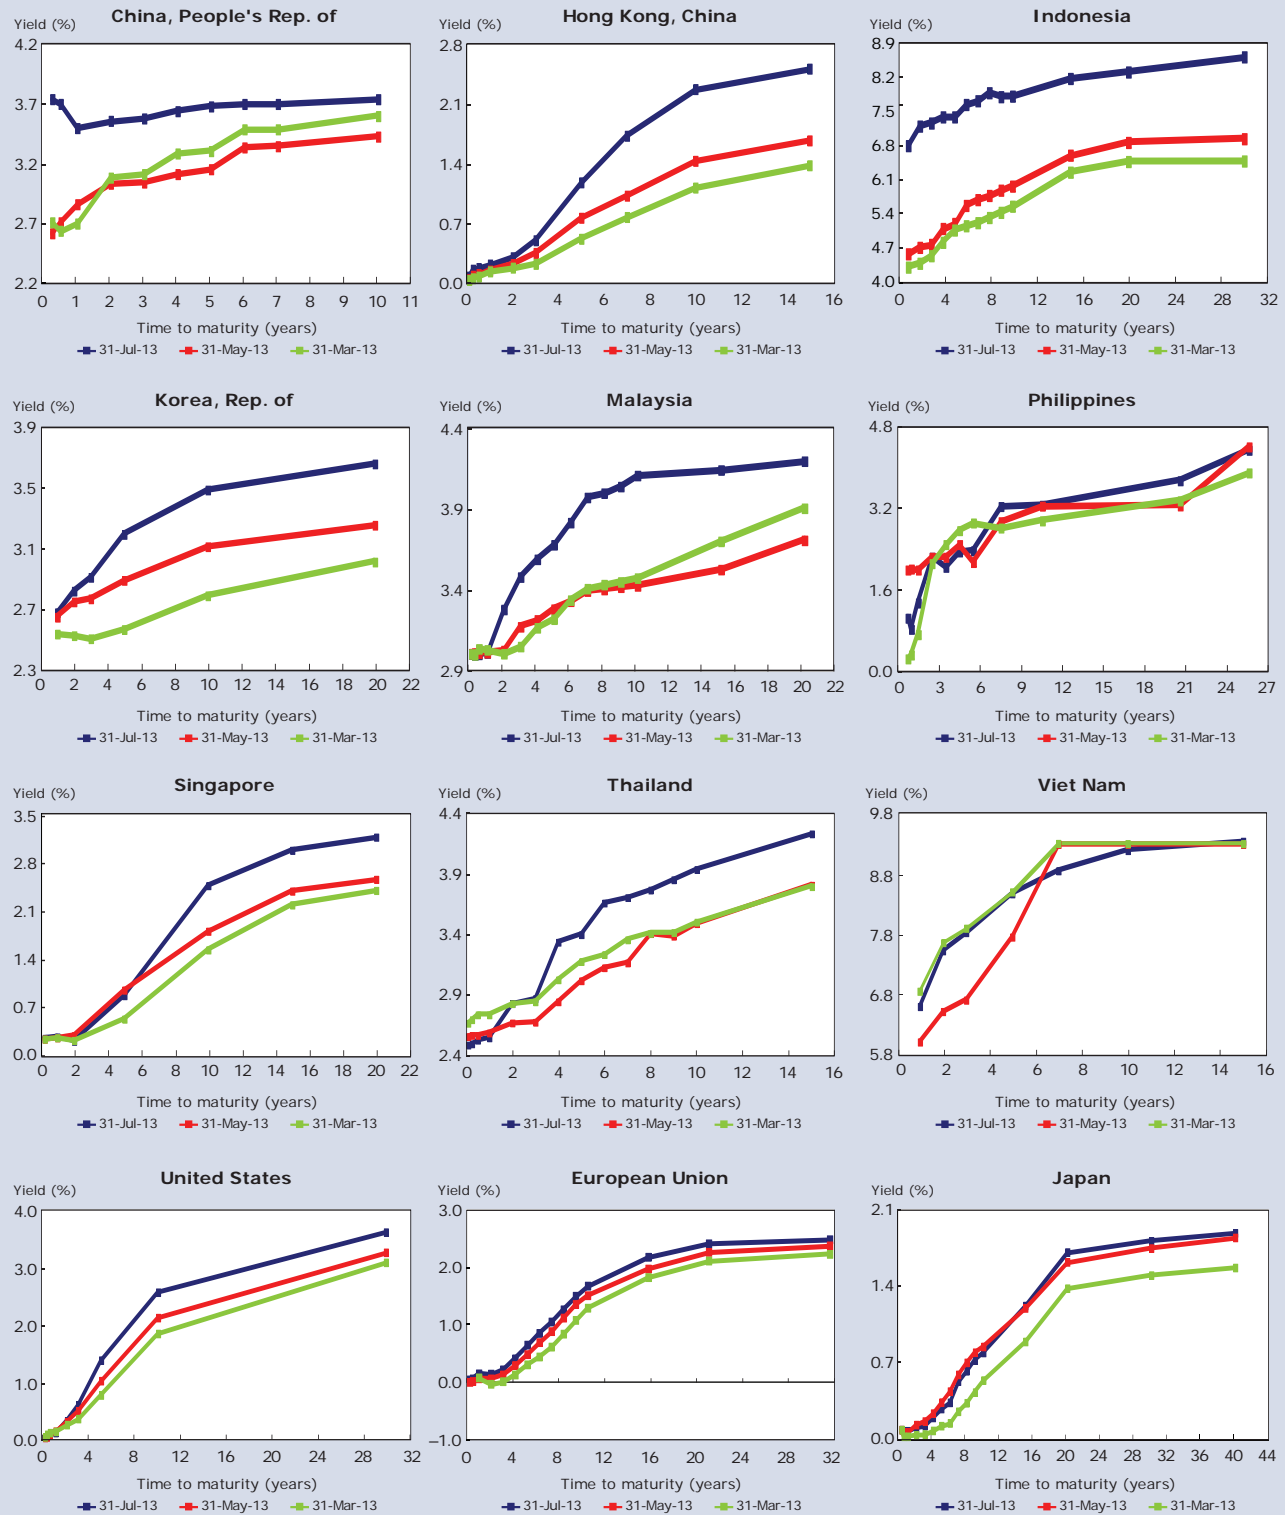 China, People's Rep. of
Yield (%)
4.2
3.7
3.2
2.7
2.2
0 1 2 3 4 5 6 7 8 9 10 11
Time to maturity (years)
31-Jul-13 31-May-13 31-Mar-13
Hong Kong, China
Yield (%)
2.8
2.1
1.4
0.7
0.0
0 2 4 6 8 10 12 14 16
Time to maturity (years)
31-Jul-13 31-May-13 31-Mar-13
Indonesia
Yield (%)
8.9
8.2
7.5
6.8
6.1
5.4
4.7
4.0
0 4 8 12 16 20 24 28 32
Time to maturity (years)
31-Jul-13 31-May-13 31-Mar-13
Korea, Rep. of
Yield (%)
3.9
3.5
3.1
2.7
2.3
0 2 4 6 8 10 12 14 16 18 20 22
Time to maturity (years)
31-Jul-13 31-May-13 31-Mar-13
Malaysia
Yield (%)
4.4
3.9
3.4
2.9
0 2 4 6 8 10 12 14 16 18 20 22
Time to maturity (years)
31-Jul-13 31-May-13 31-Mar-13
Philippines
Yield (%)
4.8
3.2
1.6
0.0
0 3 6 9 12 15 18 21 25 27
Time to maturity (years)
31-Jul-13 31-May-13 31-Mar-13
Singapore
Yield (%)
3.5
2.8
2.1
1.4
0.7
0.0
0 2 4 6 8 10 12 14 16 18 20 22
Time to maturity (years)
31-Jul-13 31-May-13 31-Mar-13
Thailand
Yield (%)
4.4
3.9
3.4
2.9
2.4
0 2 4 6 8 10 12 14 16
Time to maturity (years)
31-Jul-13 31-May-13 31-Mar-13
Viet Nam
Yield (%)
9.8
8.8
7.8
6.8
5.8
0 2 4 6 8 10 12 14 16
Time to maturity (years)
31-Jul-13 31-May-13 31-Mar-13
United States
Yield (%)
4.0
3.0
2.0
1.0
0.0
0 4 8 12 16 20 24 28 32
Time to maturity (years)
31-Jul-13 31-May-13 31-Mar-13
European Union
Yield (%)
3.0
2.0
1.0
0.0
−1.0
0 4 8 12 16 20 24 28 32
Time to maturity (years)
31-Jul-13 31-May-13 31-Mar-13
Japan
Yield (%)
2.1
1.4
0.7
0.0
0 4 8 12 16 20 24 28 32 36 40 44
Time to maturity (years)
31-Jul-13 31-May-13 31-Mar-13